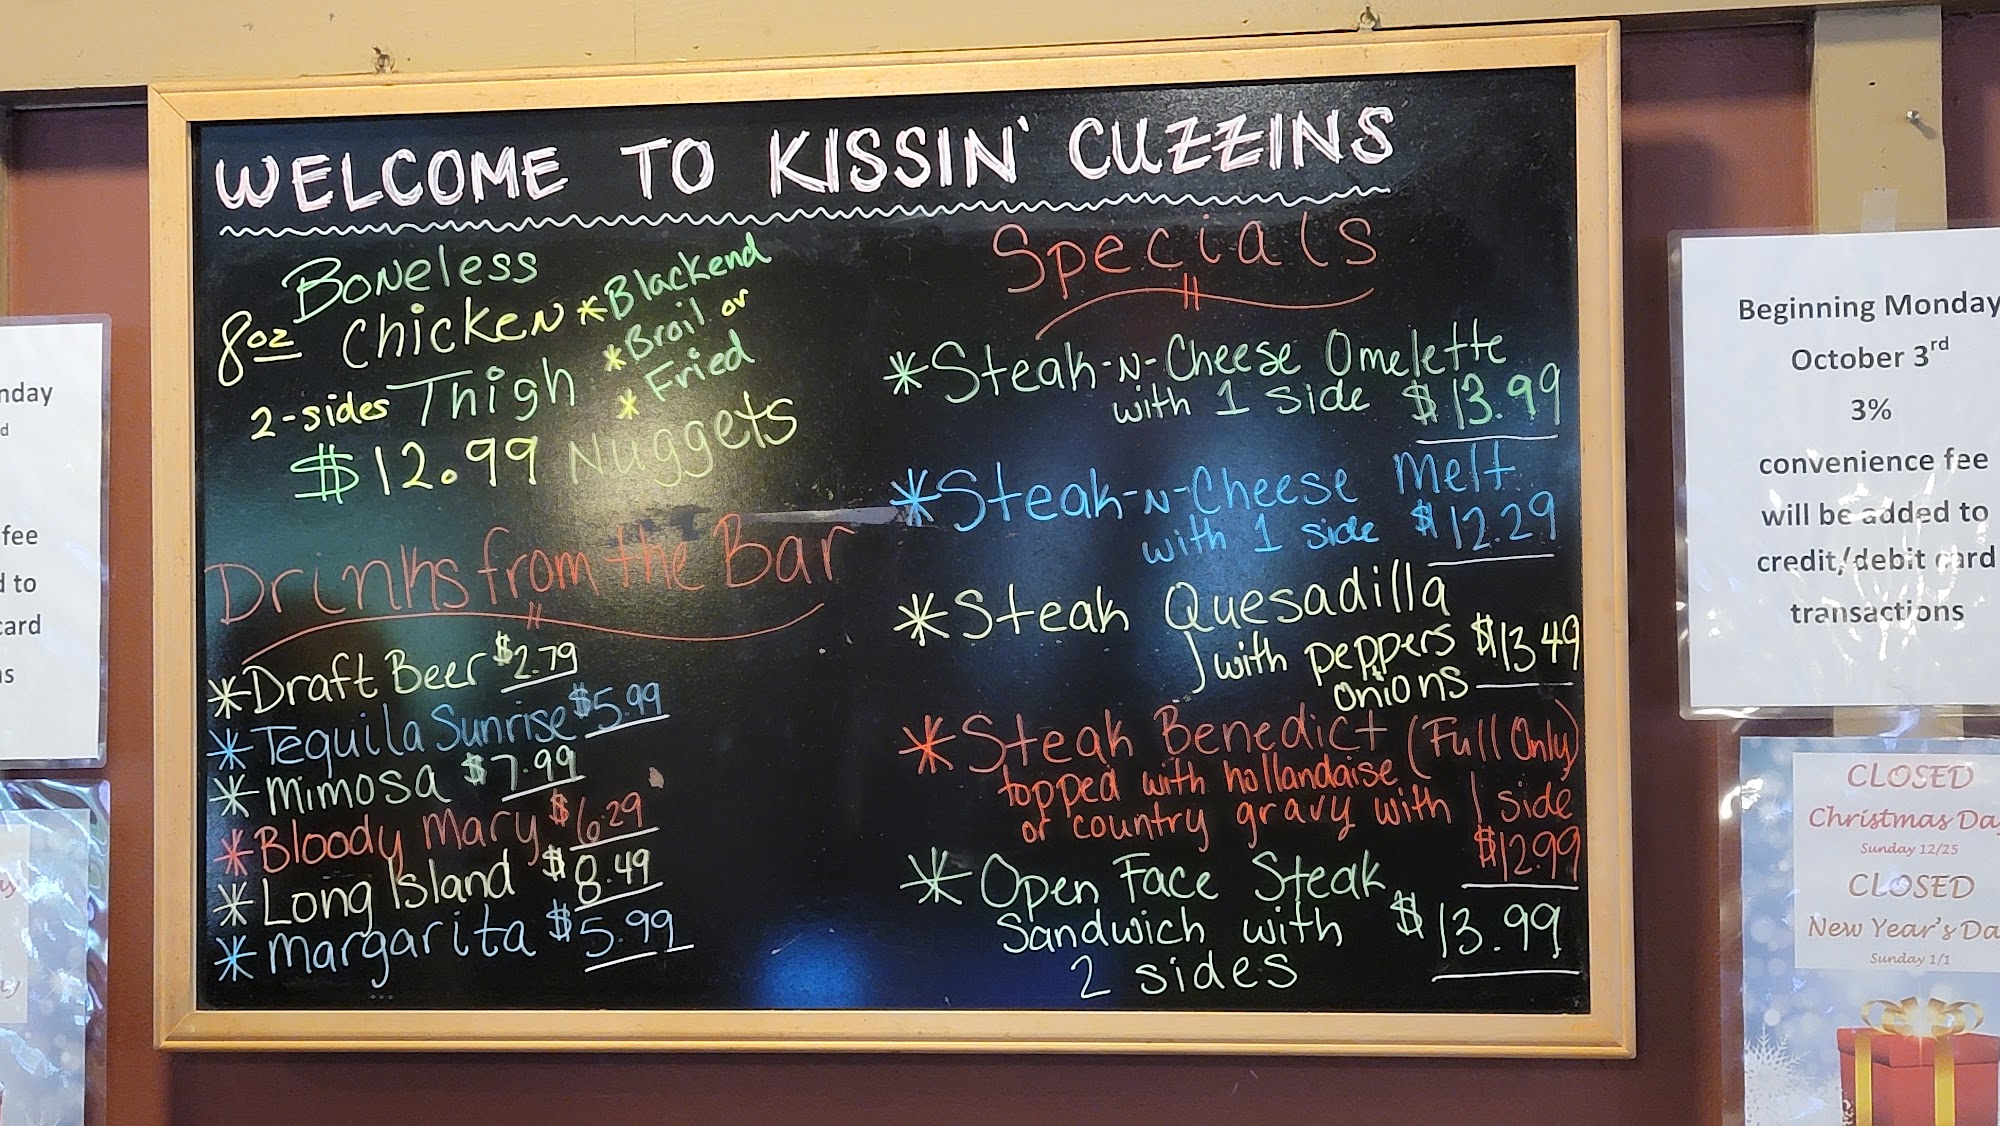 WELCOME TO KISSIN' CUZZINS
Boneless
8oz Chicken *Blackend
2-sides Thigh *Broil or
* Fried
$12.99 Nuggets
Drinks from the Bar
*Draft Beer $2.79
*Tequila Sunrise $5.99
*Mimosa $7.99
*Bloody Mary $6.29
*Long Island $8.49
*Margarita $5.99
Specials
*Steak-N-Cheese Omelette
with 1 side $13.99
*Steak-N-Cheese Melt
with 1 side $12.29
*Steak Quesadilla
with peppers $13.49
onions
*Steak Benedict (Full Only)
topped with hollandaise
or country gravy with 1 side
$12.99
*Open Face Steak
Sandwich with $13.99
2 sides
Beginning Monday
October 3rd
3%
convenience fee
will be added to
credit/debit card
transactions
CLOSED
Christmas Day
Sunday 12/25
CLOSED
New Year's Da
Sunday 1/1
nday
d
fee
d to
card
s